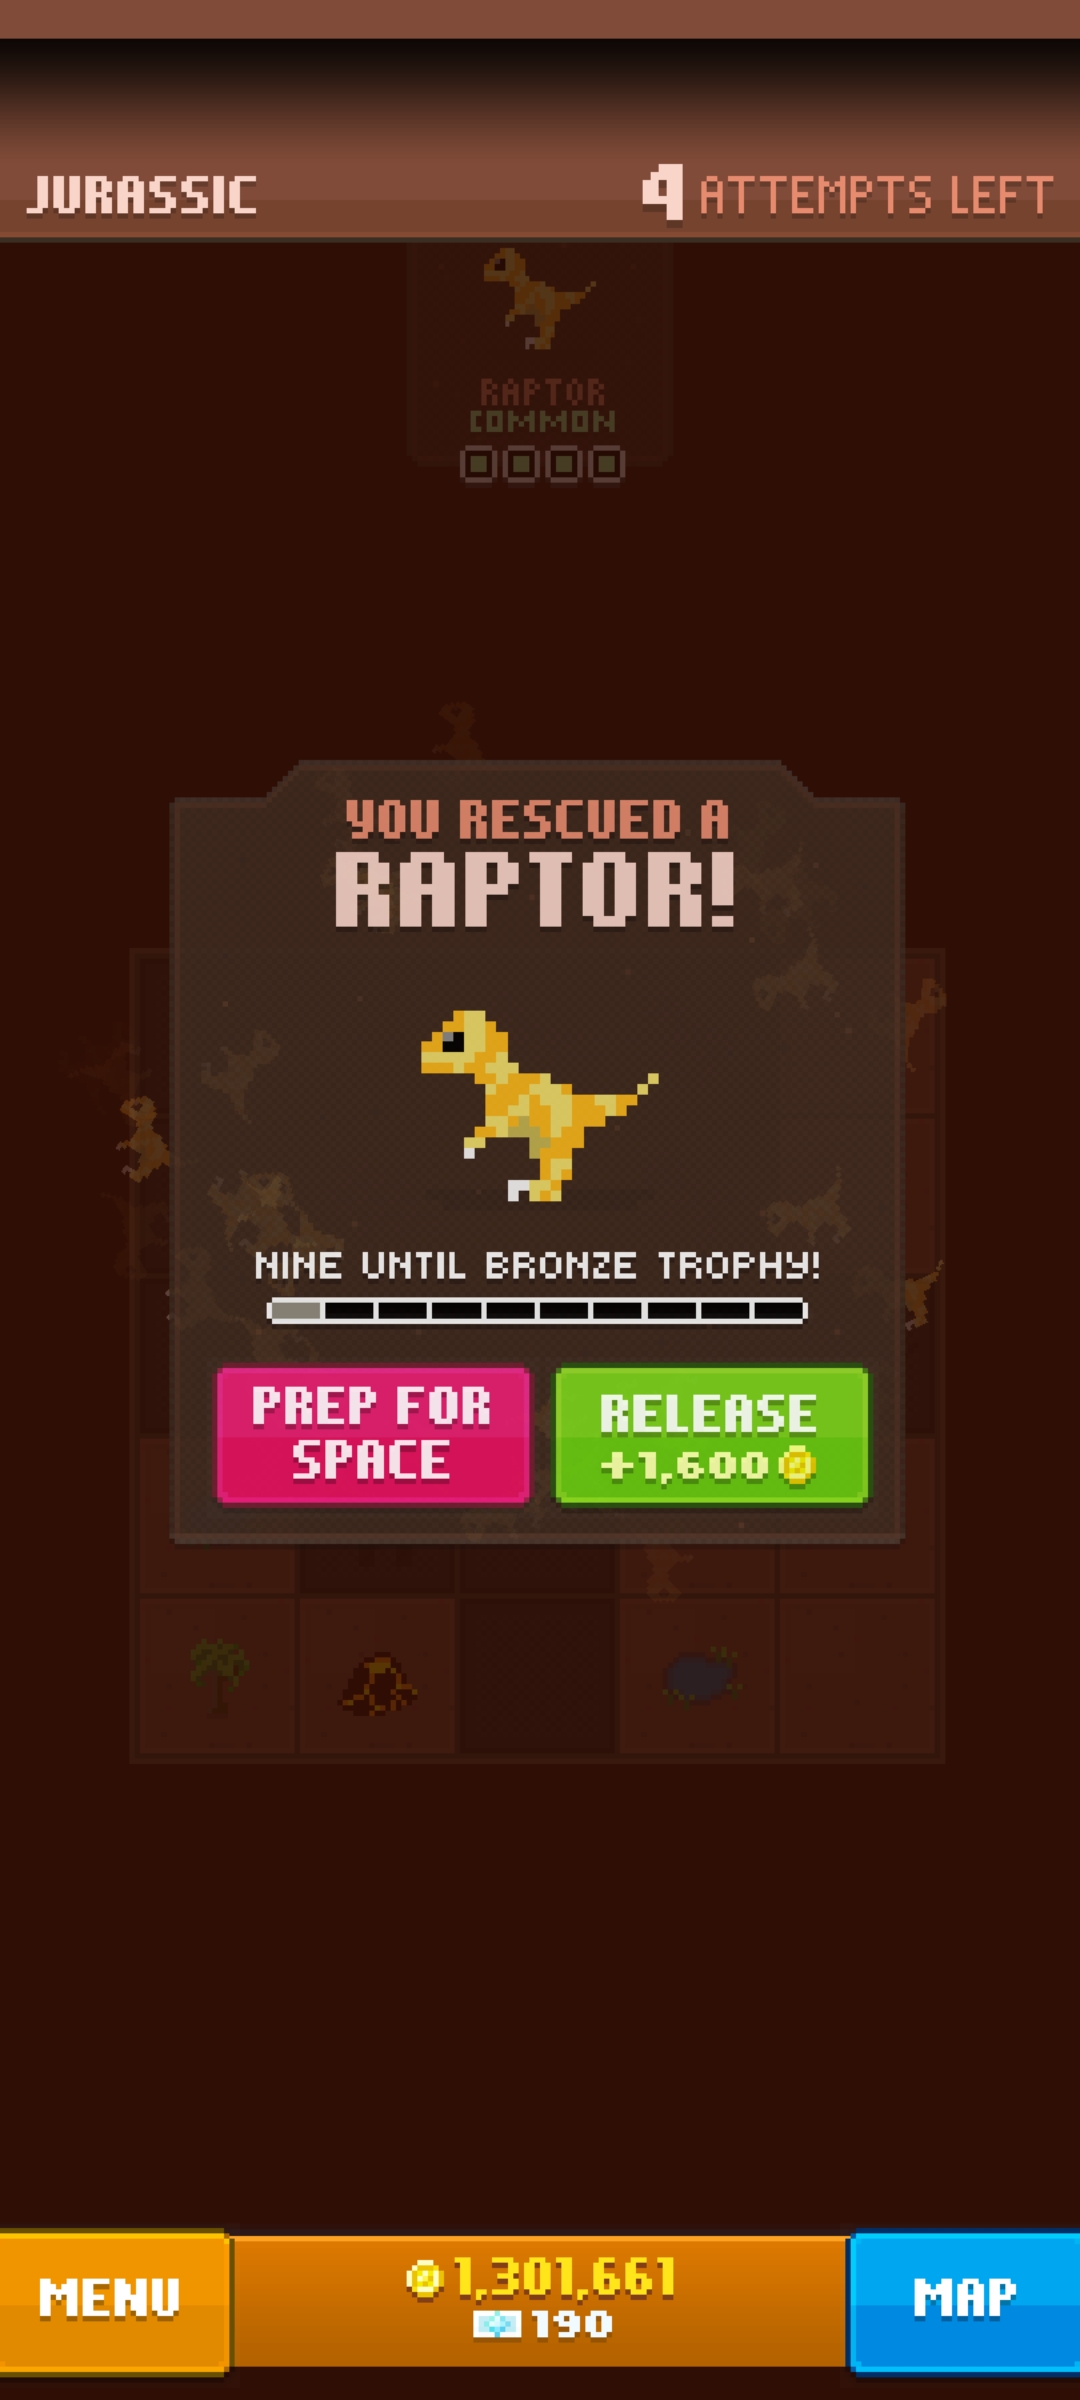 JURASSIC
4 ATTEMPTS LEFT
RAPTOR
COMMON
YOU RESCUED A
RAPTOR!
NINE UNTIL BRONZE TROPHY!
PREP FOR
SPACE
RELEASE
+1,600
MENU
1,301,661
190
MAP